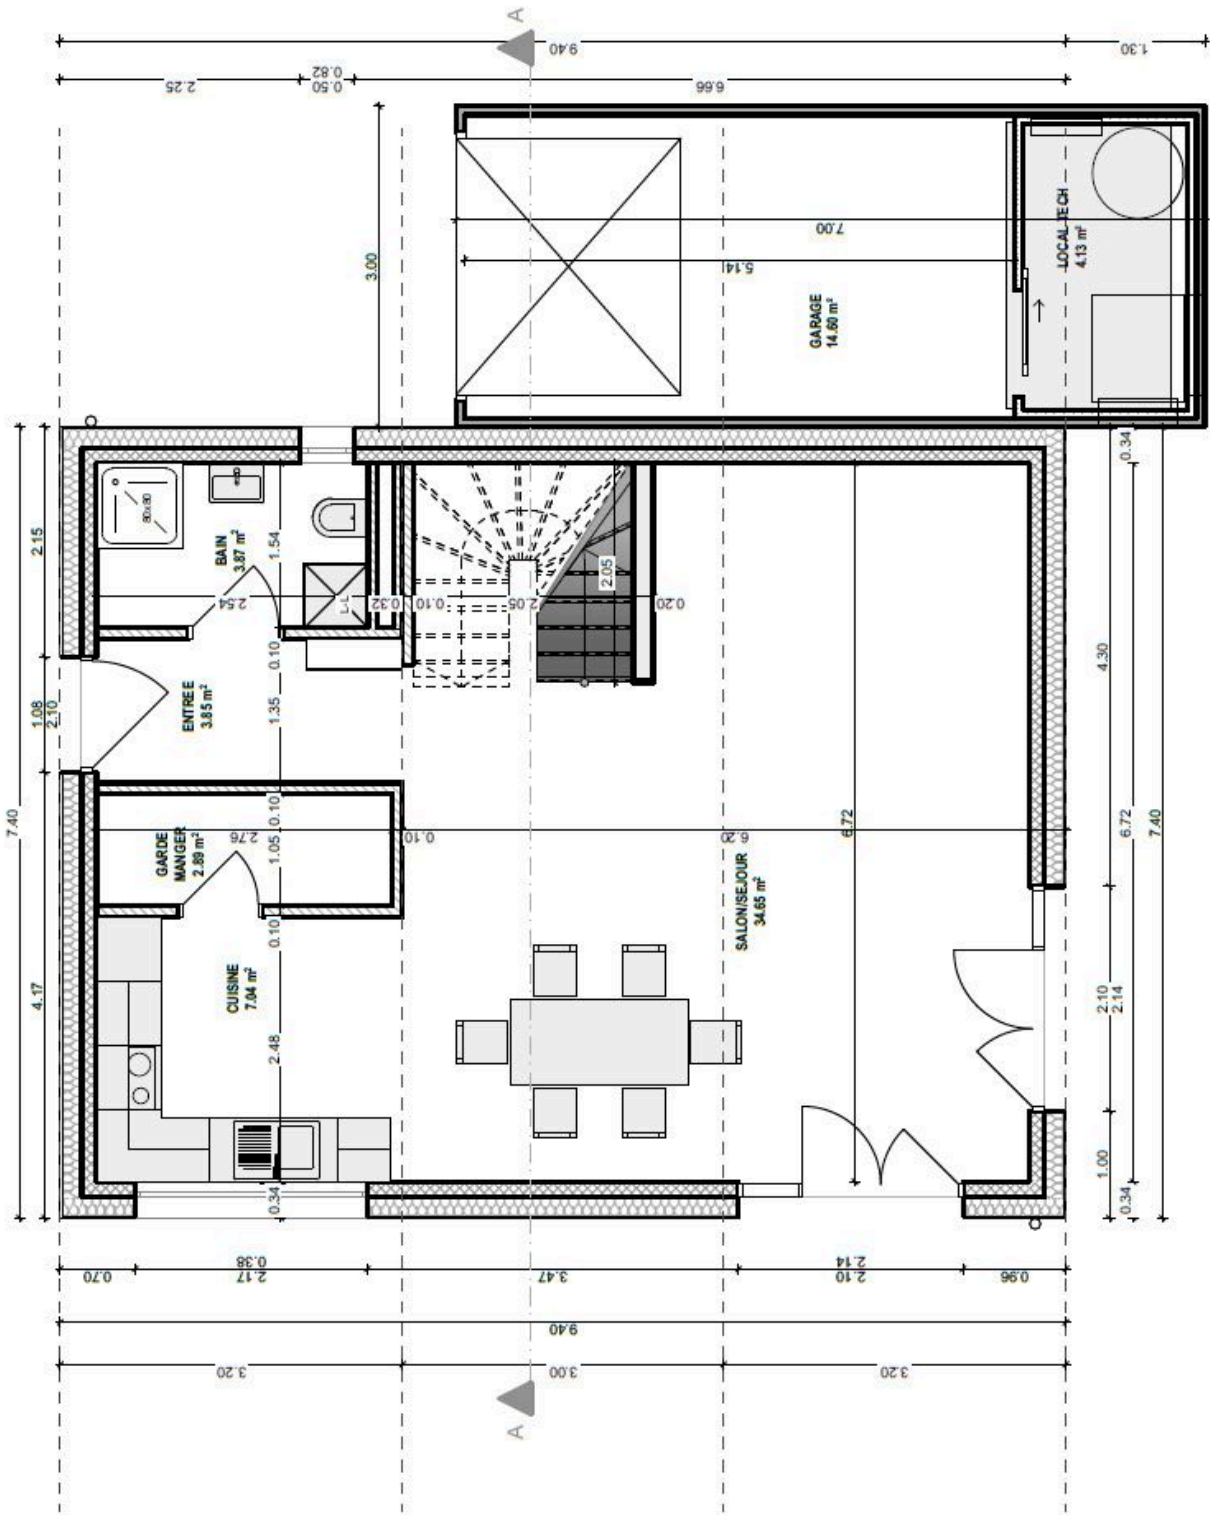 A
9.40
1.30
2.25
0.82
0.50
6.66
3.00
7.00
5.14
GARAGE
14.60 m²
LOCAL TECH
4.13 m²
80x80
BAIN
3.87 m²
1.54
2.54
L-L
0.32
0.10
2.05
2.05
0.20
0.34
2.15
1.08
2.10
7.40
4.17
ENTREE
3.85 m²
0.10
1.35
0.10
GARDE
MANGER
2.89 m²
2.76
1.05
0.10
0.10
6.20
6.72
SALON/SEJOUR
34.65 m²
CUISINE
7.04 m²
2.48
0.34
4.30
6.72
7.40
2.10
2.14
1.00
0.34
0.70
0.38
2.17
3.47
2.14
2.10
0.96
9.40
3.20
3.00
3.20
A